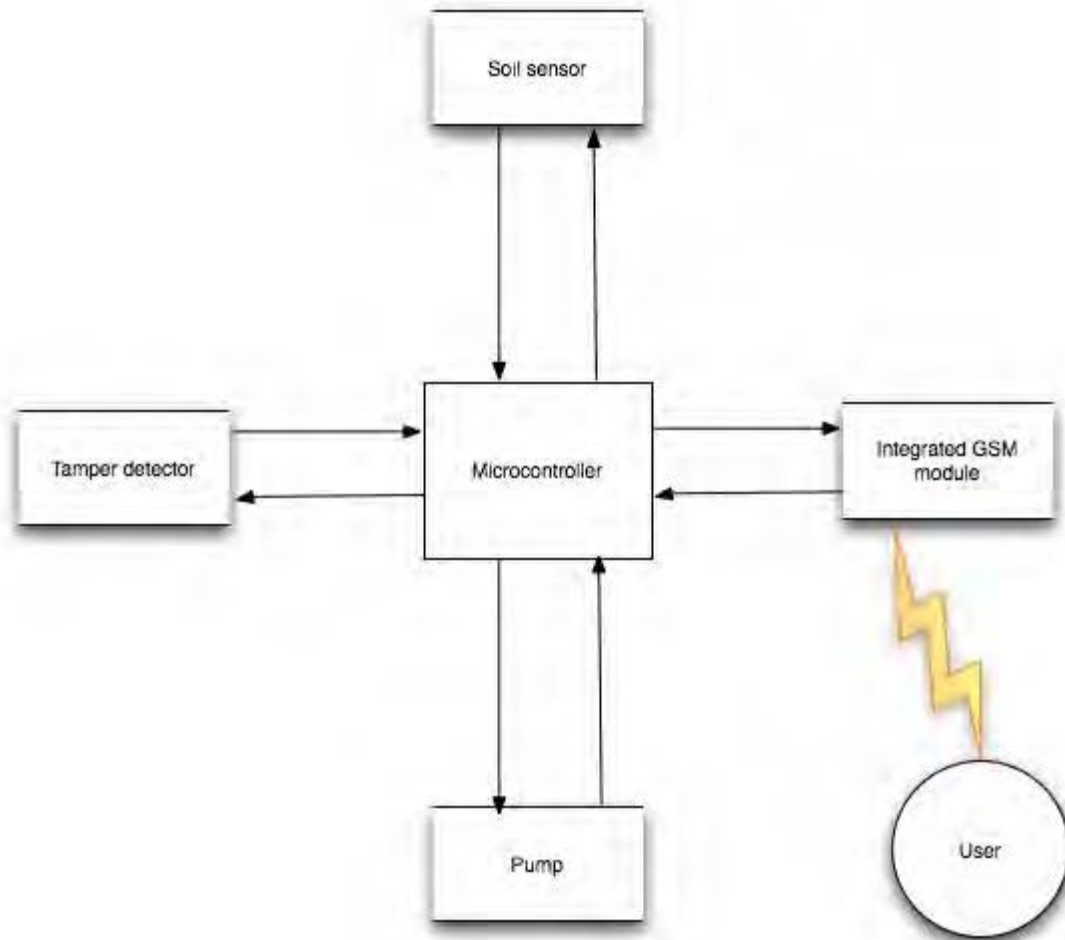 Soil sensor
Tamper detector
Microcontroller
Integrated GSM
module
Pump
User